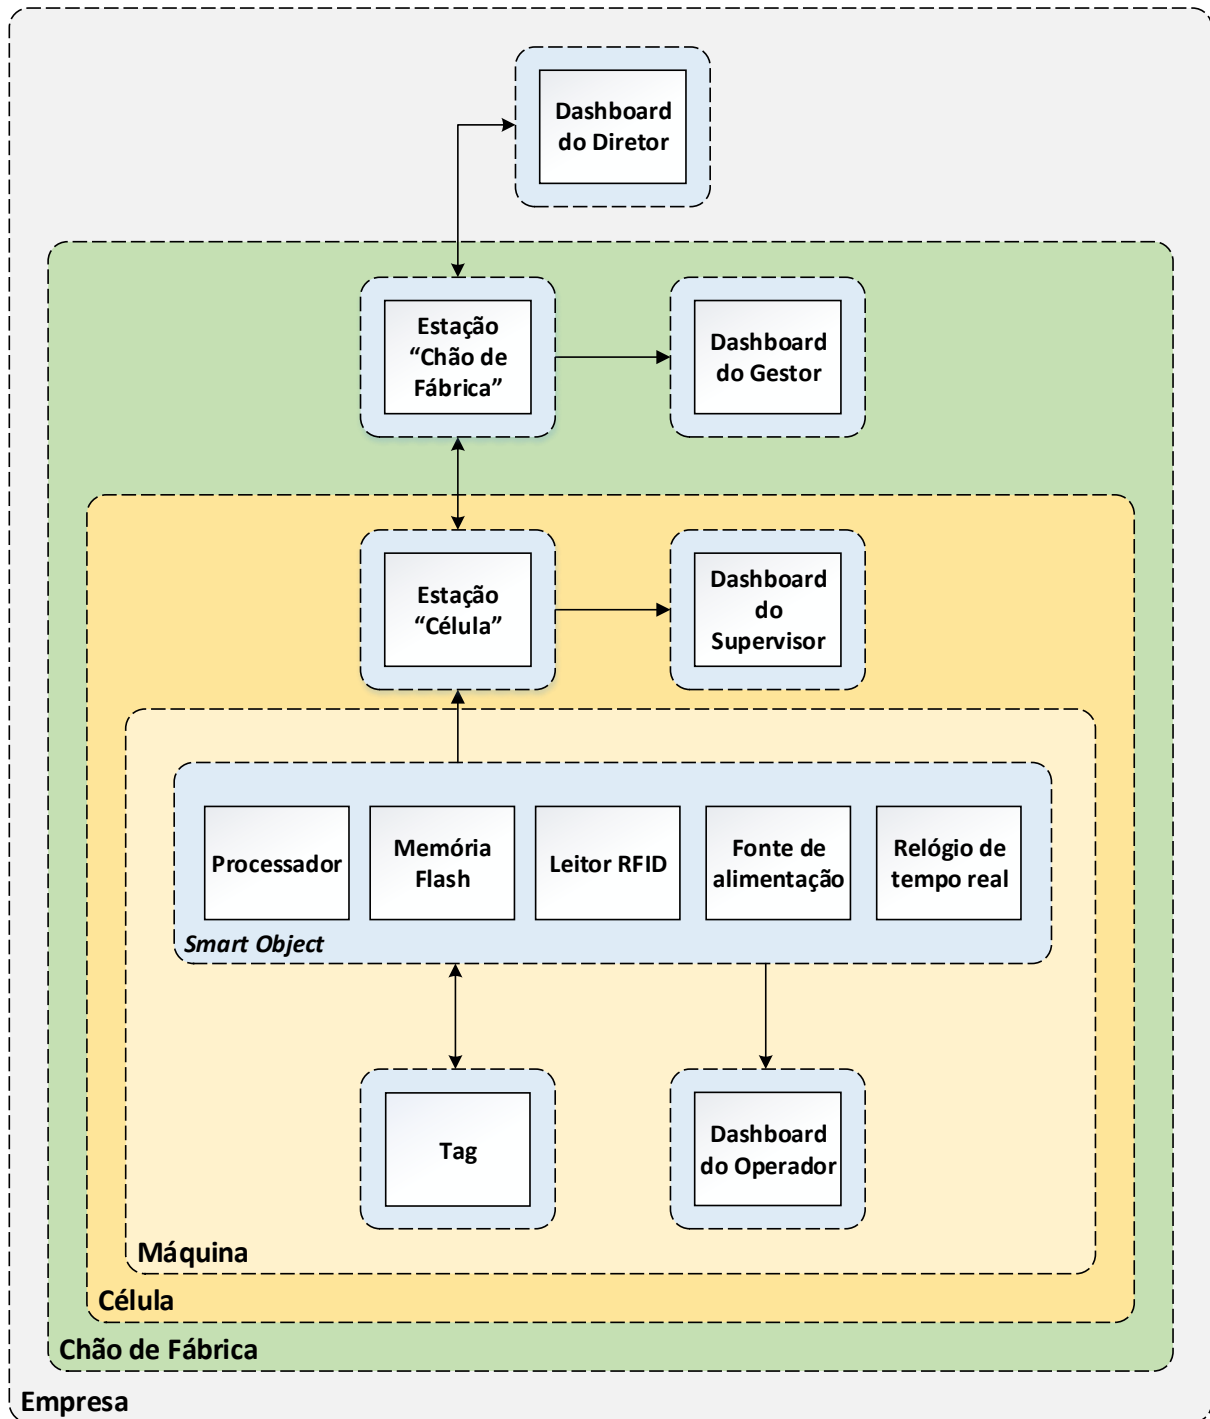 Dashboard
do Diretor
Estação
“Chão de
Fábrica”
Dashboard
do Gestor
Estação
“Célula”
Dashboard
do
Supervisor
Processador
Memória
Flash
Leitor RFID
Fonte de
alimentação
Relógio de
tempo real
Smart Object
Tag
Dashboard
do Operador
Máquina
Célula
Chão de Fábrica
Empresa